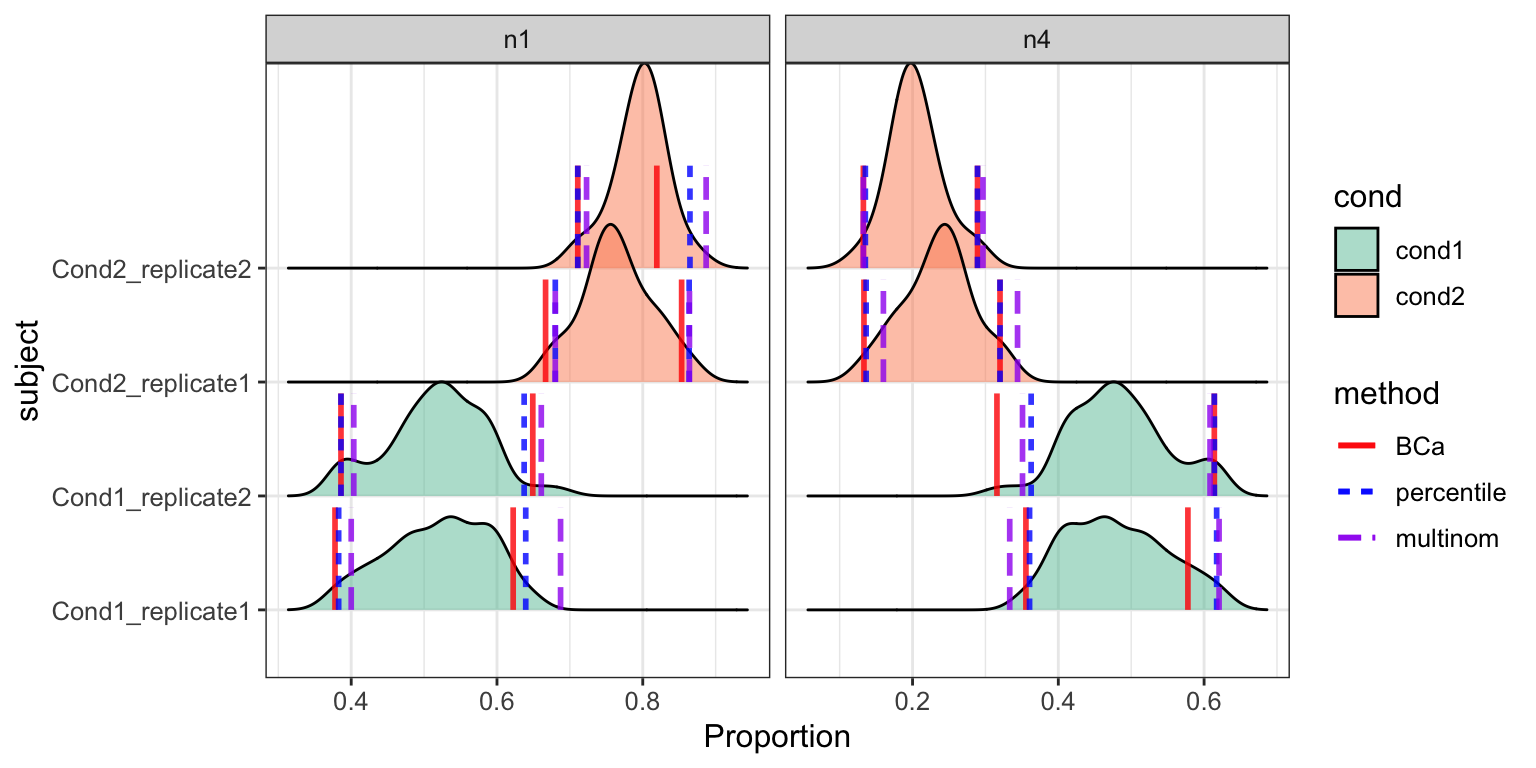 n1
n4
subject
Cond2_replicate2
Cond2_replicate1
Cond1_replicate2
Cond1_replicate1
0.4
0.6
0.8
0.2
0.4
0.6
Proportion
cond
cond1
cond2
method
BCa
percentile
multinom